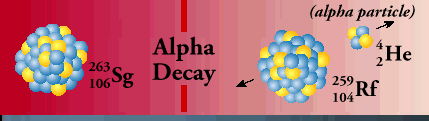 (alpha particle)
Alpha
Decay
263
106Sg
4
2He
259
104Rf